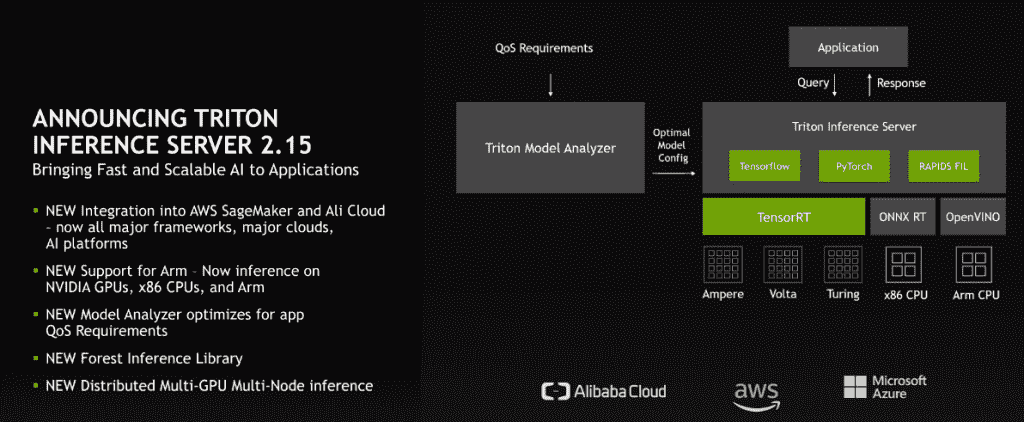 ANNOUNCING TRITON
INFERENCE SERVER 2.15
Bringing Fast and Scalable AI to Applications
▪ NEW Integration into AWS SageMaker and Ali Cloud
– now all major frameworks, major clouds,
AI platforms
▪ NEW Support for Arm – Now inference on
NVIDIA GPUs, x86 CPUs, and Arm
▪ NEW Model Analyzer optimizes for app
QoS Requirements
▪ NEW Forest Inference Library
▪ NEW Distributed Multi-GPU Multi-Node inference
QoS Requirements
Triton Model Analyzer
Optimal
Model
Config
Application
Query
Response
Triton Inference Server
Tensorflow
PyTorch
RAPIDS FIL
TensorRT
ONNX RT
OpenVINO
Ampere
Volta
Turing
x86 CPU
Arm CPU
Alibaba Cloud
aws
Microsoft
Azure